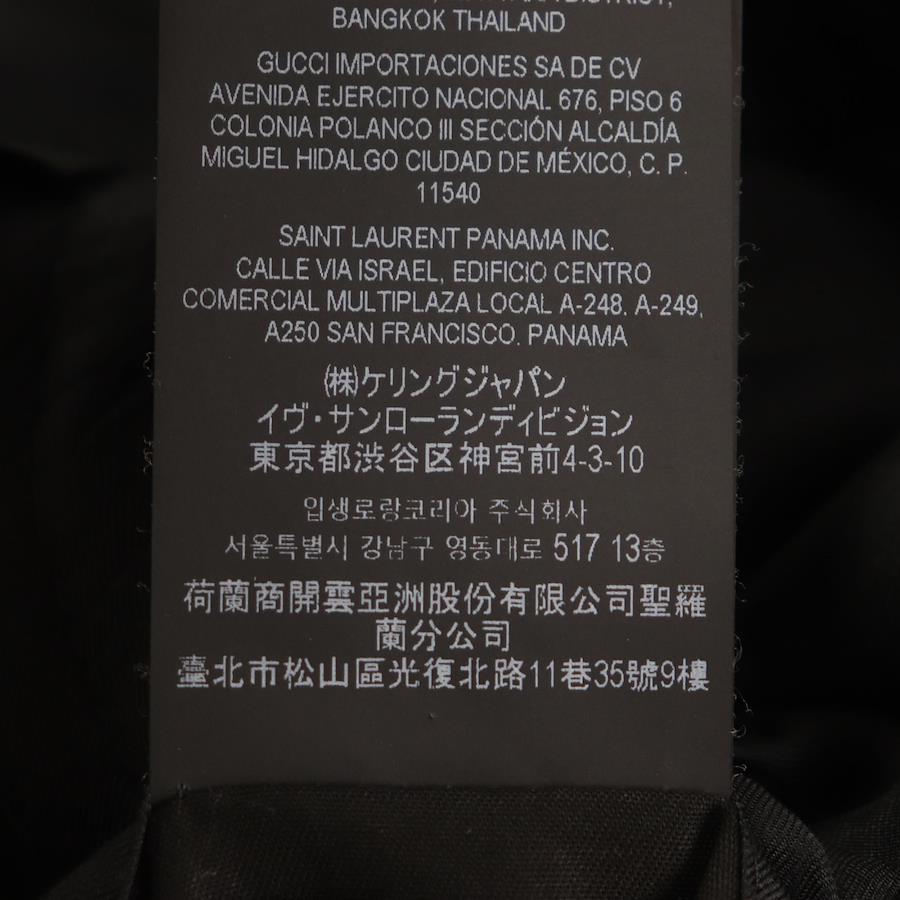 DISTRICT,
BANGKOK THAILAND
GUCCI IMPORTACIONES SA DE CV
AVENIDA EJERCITO NACIONAL 676, PISO 6
COLONIA POLANCO III SECCIÓN ALCALDÍA
MIGUEL HIDALGO CIUDAD DE MÉXICO, C. P.
11540
SAINT LAURENT PANAMA INC.
CALLE VIA ISRAEL, EDIFICIO CENTRO
COMERCIAL MULTIPLAZA LOCAL A-248, A-249,
A250 SAN FRANCISCO, PANAMA
(株)ケリングジャパン
イヴ・サンローランディビジョン
東京都渋谷区神宮前4-3-10
입생로랑코리아 주식회사
서울특별시 강남구 영동대로 517 13층
荷蘭商開雲亞洲股份有限公司聖羅
蘭分公司
臺北市松山區光復北路11巷35號9樓